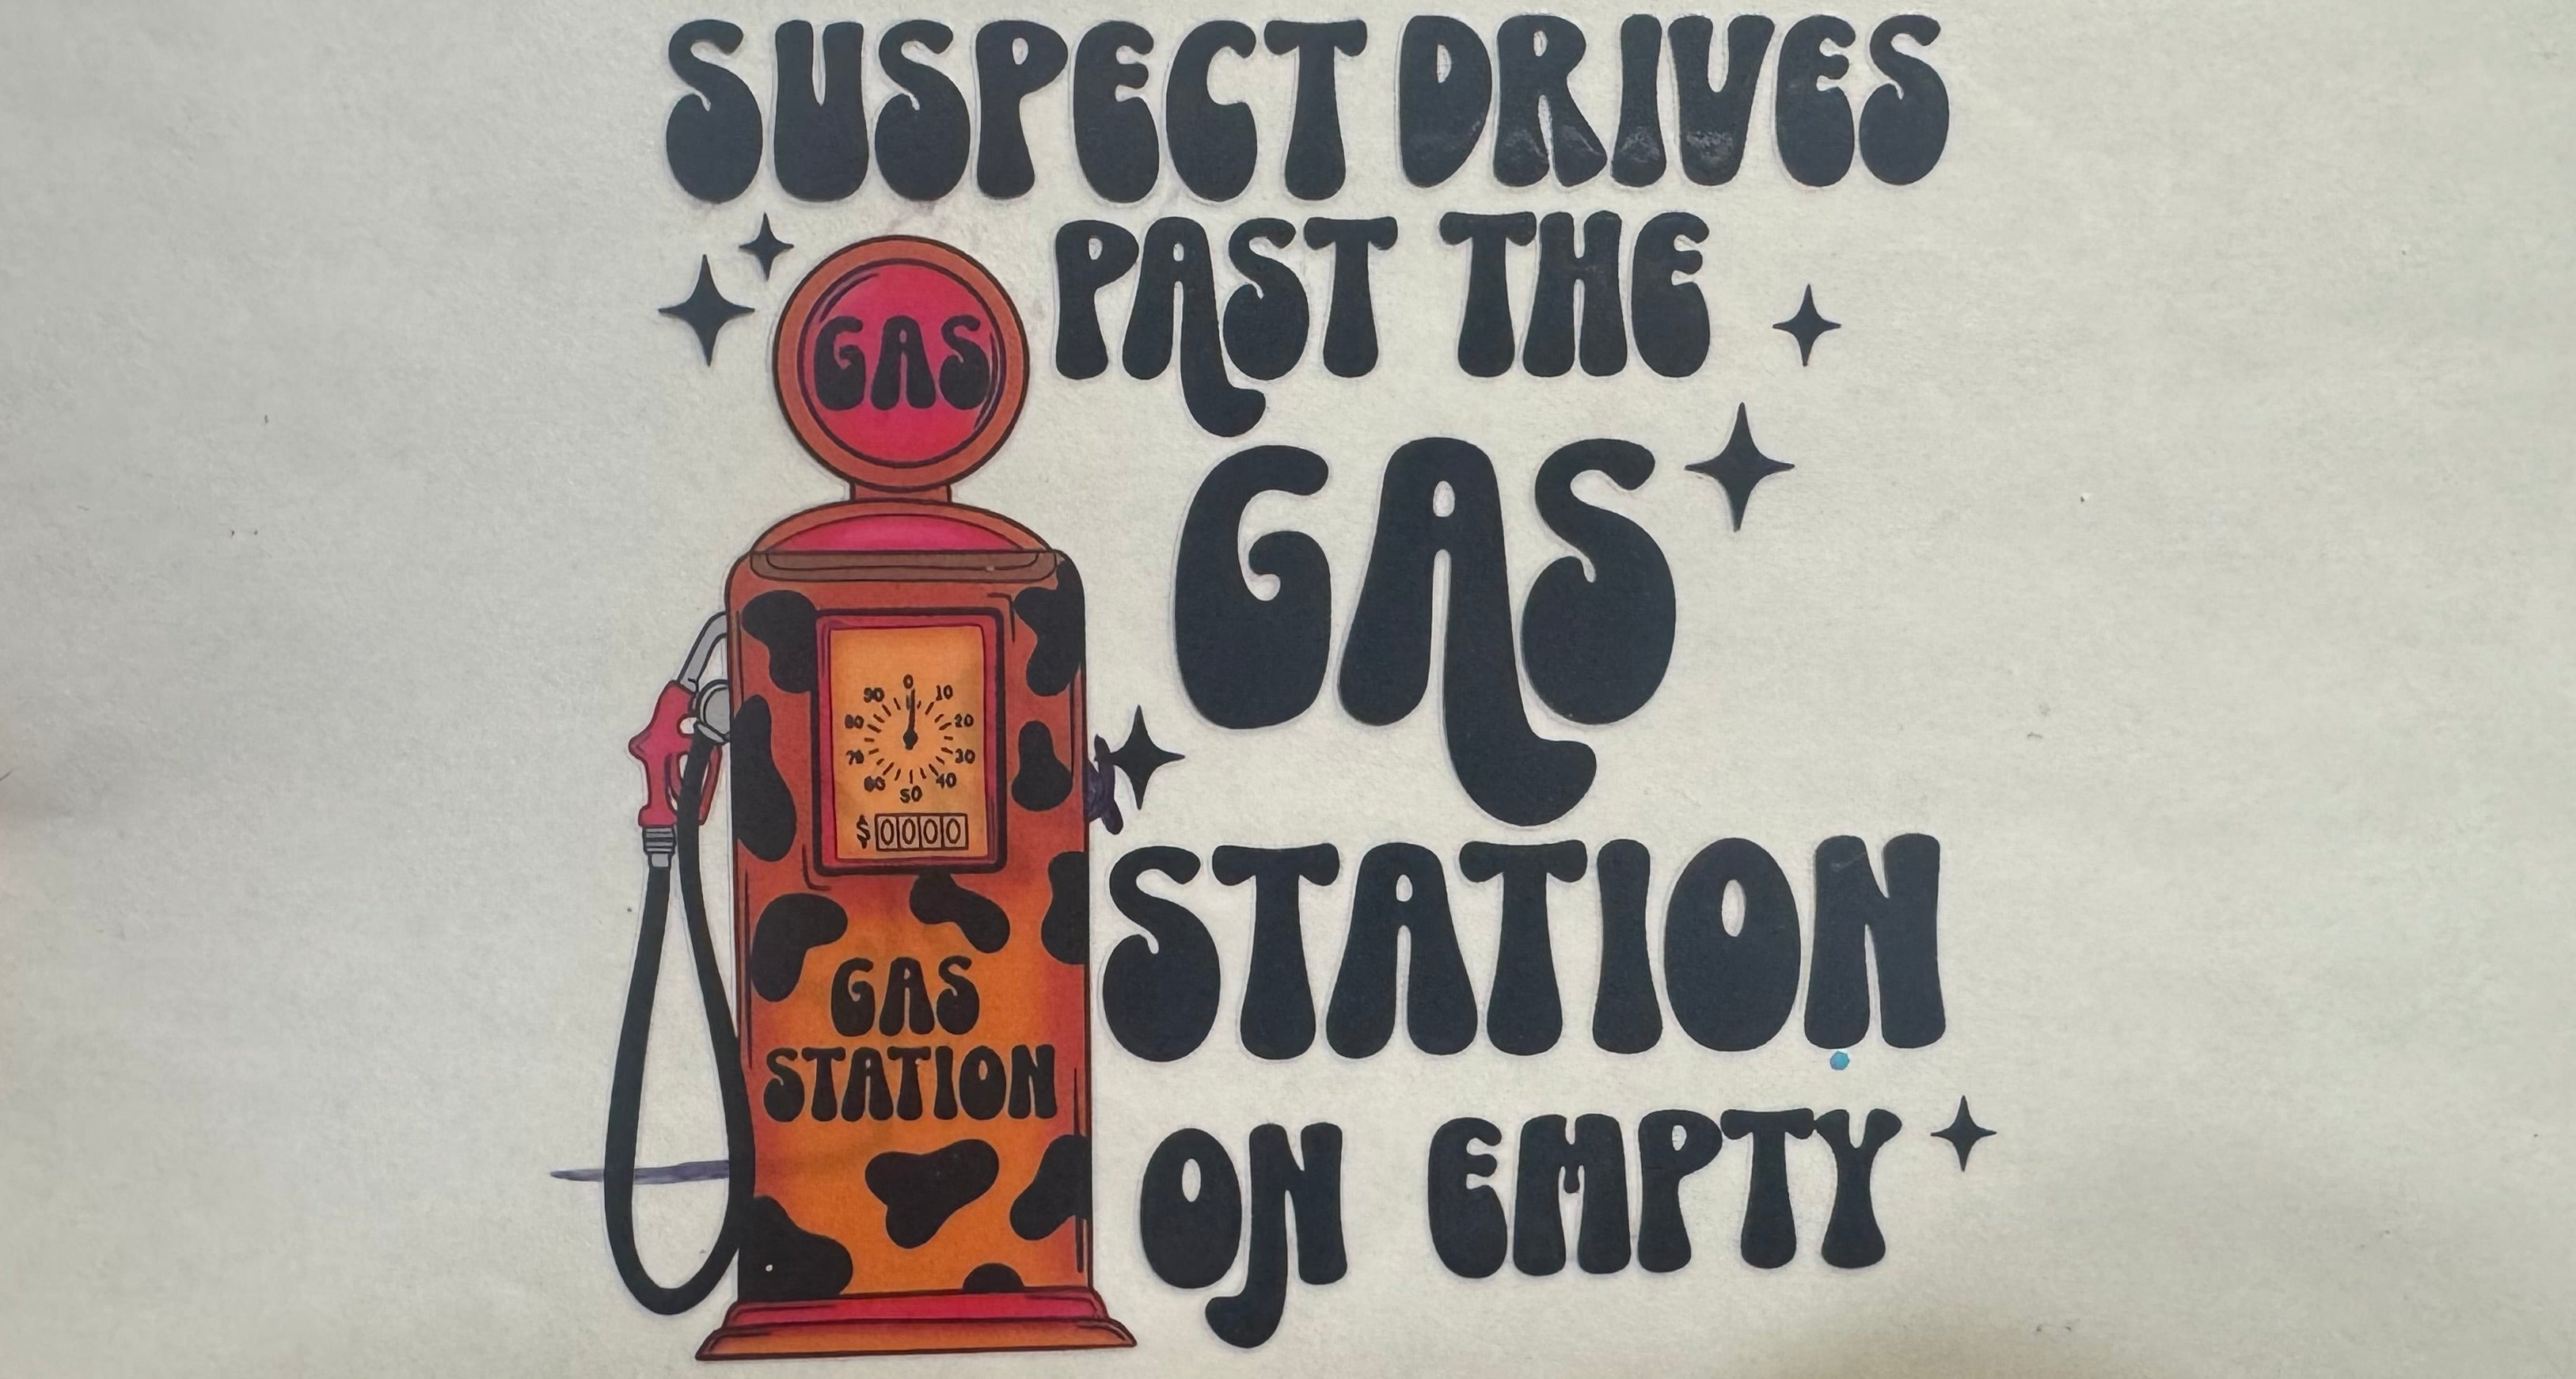 SUSPECT DRIVES
PAST THE
GAS
STATION
ON EMPTY
GAS
0
10
20
30
40
50
60
70
80
90
$0000
GAS
STATION